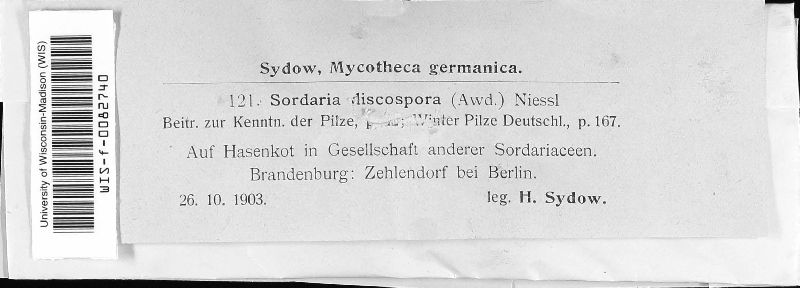 University of Wisconsin-Madison (WIS)
WIS-f-0082740
Sydow, Mycotheca germanica.
121. Sordaria discospora (Awd.) Niessl
Beitr. zur Kenntn. der Pilze, Winter Pilze Deutschl., p. 167.
Auf Hasenkot in Gesellschaft anderer Sordariaceen.
Brandenburg: Zehlendorf bei Berlin.
26. 10. 1903. leg. H. Sydow.